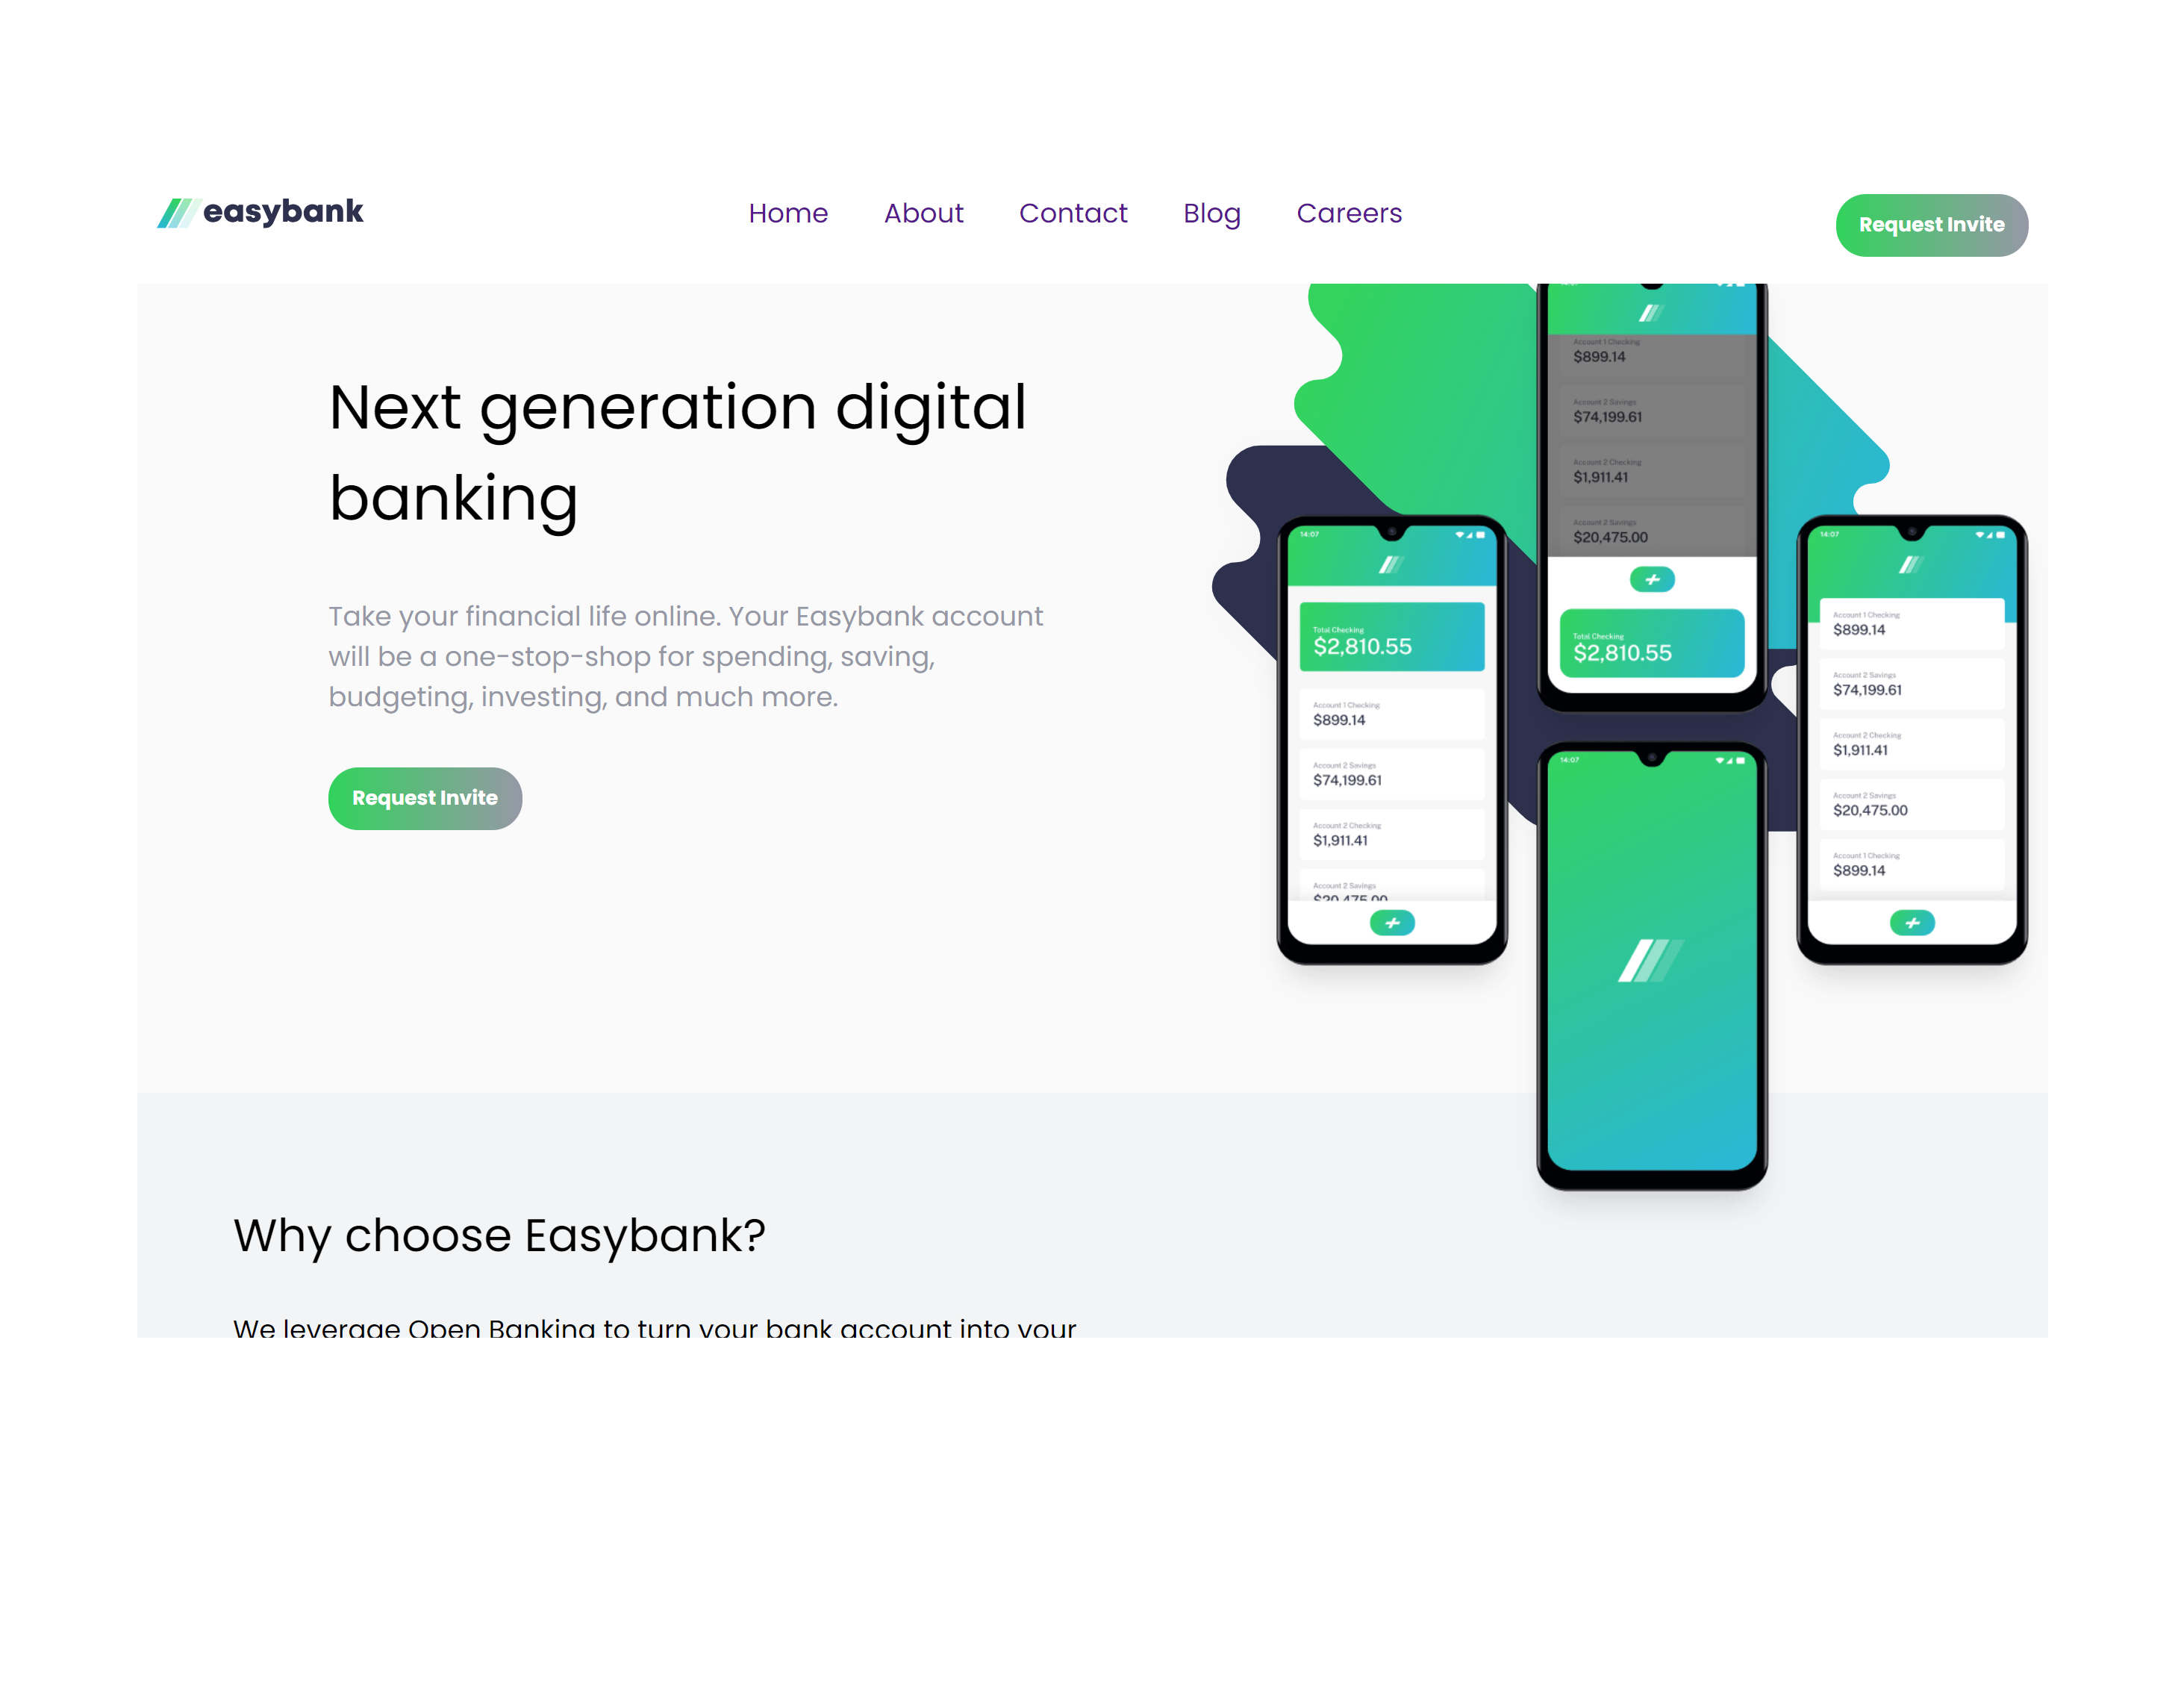 easybank
Home About Contact Blog Careers
Request Invite
Next generation digital
banking
Take your financial life online. Your Easybank account
will be a one-stop-shop for spending, saving,
budgeting, investing, and much more.
Request Invite
Account 1 Checking
$899.14
Account 2 Savings
$74,199.61
Account 2 Checking
$1,911.41
Account 2 Savings
$20,475.00
Total Checking
$2,810.55
14:07
Total Checking
$2,810.55
Account 1 Checking
$899.14
Account 2 Savings
$74,199.61
Account 2 Checking
$1,911.41
Account 2 Savings
$20,475.00
14:07
Account 1 Checking
$899.14
Account 2 Savings
$74,199.61
Account 2 Checking
$1,911.41
Account 2 Savings
$20,475.00
Account 1 Checking
$899.14
14:07
Why choose Easybank?
We leverage Open Banking to turn your bank account into your